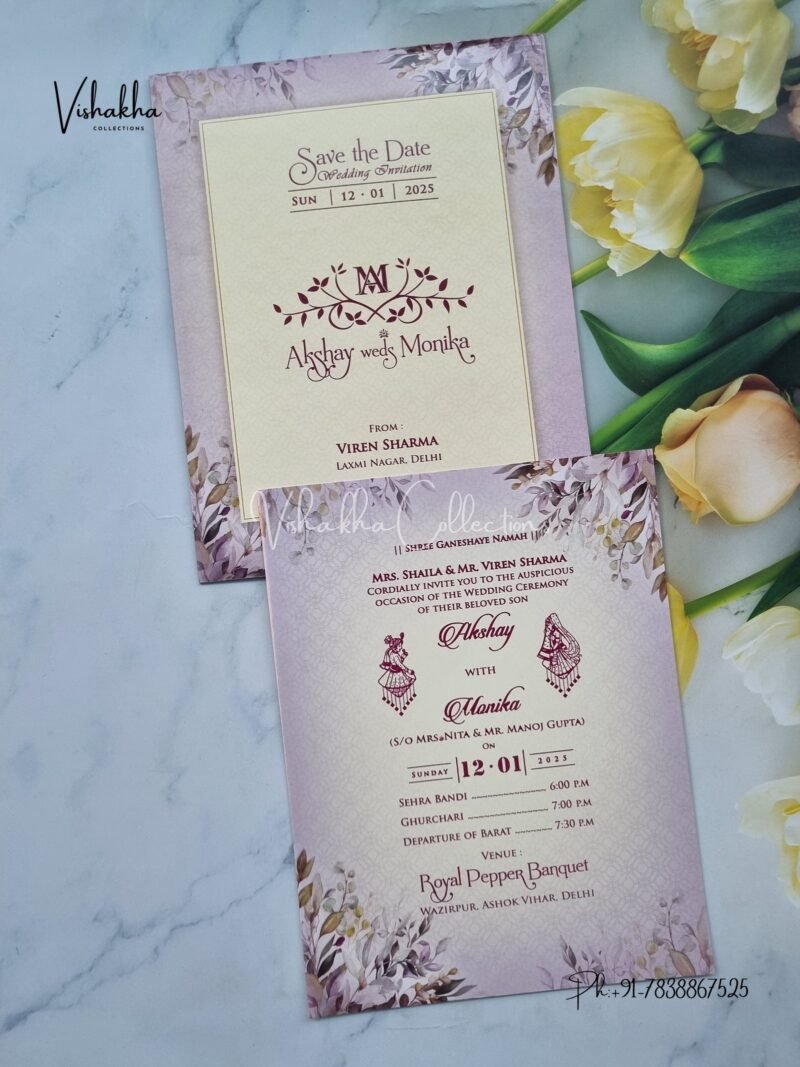 Vishakha
COLLECTIONS
Save the Date
Wedding Invitation
SUN | 12 · 01 | 2025
AM
Akshay weds Monika
FROM :
VIREN SHARMA
LAXMI NAGAR, DELHI
Vishakha Collections
|| SHREE GANESHAYE NAMAH ||
MRS. SHAILA & MR. VIREN SHARMA
CORDIALLY INVITE YOU TO THE AUSPICIOUS
OCCASION OF THE WEDDING CEREMONY
OF THEIR BELOVED SON
Akshay
WITH
Monika
(S/O MRS. NITA & MR. MANOJ GUPTA)
ON
SUNDAY | 12·01 | 2025
SEHRA BANDI ~~~~~~~~~~ 6:00 P.M
GHURCHARI ~~~~~~~~~~ 7:00 P.M
DEPARTURE OF BARAT ~~~~~~~~ 7:30 P.M
VENUE :
Royal Pepper Banquet
WAZIRPUR, ASHOK VIHAR, DELHI
Ph:+91-7838867525